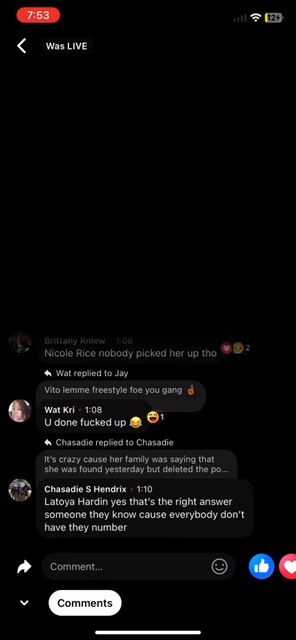 7:53
12
Was LIVE
Brittany Rnlew · 1:08
Nicole Rice nobody picked her up tho
2
Wat replied to Jay
Vito lemme freestyle foe you gang 🤞🏾
Wat Kri · 1:08
U done fucked up 😂
1
Chasadie replied to Chasadie
It's crazy cause her family was saying that
she was found yesterday but deleted the po...
Chasadie S Hendrix · 1:10
Latoya Hardin yes that's the right answer
someone they know cause everybody don't
have they number
Comment...
Comments